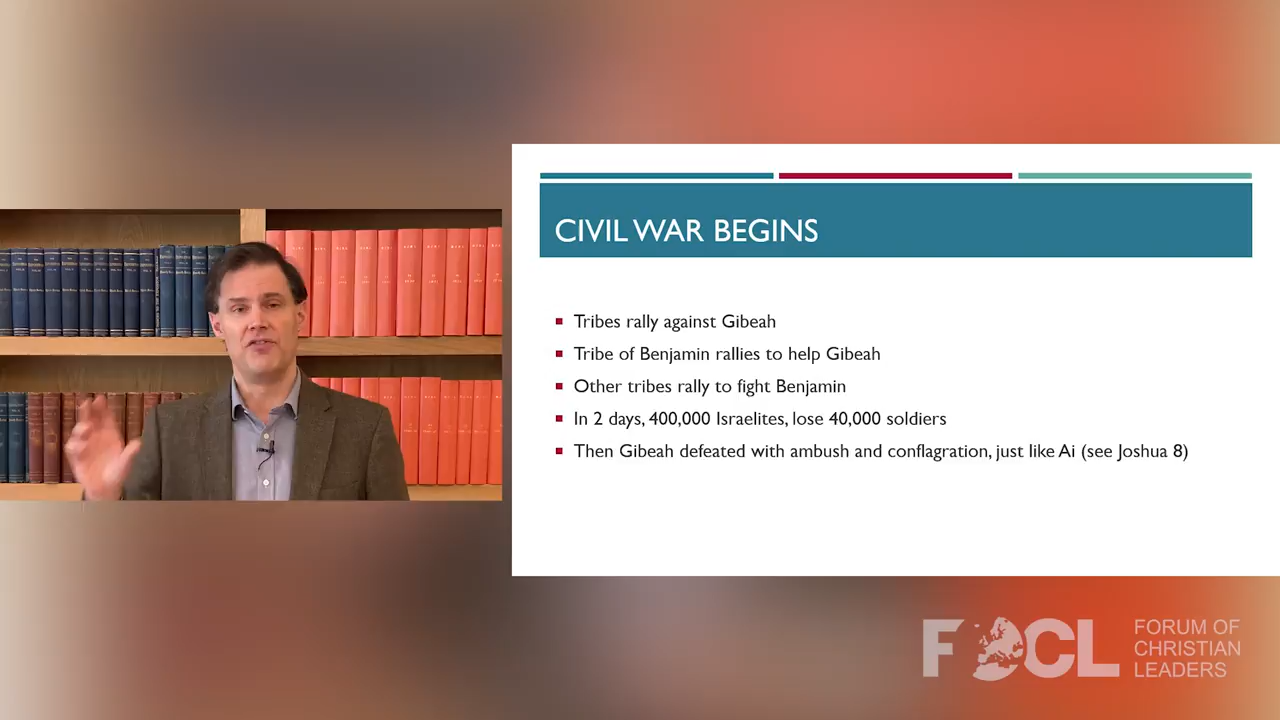 CIVIL WAR BEGINS
Tribes rally against Gibeah
Tribe of Benjamin rallies to help Gibeah
Other tribes rally to fight Benjamin
In 2 days, 400,000 Israelites, lose 40,000 soldiers
Then Gibeah defeated with ambush and conflagration, just like Ai (see Joshua 8)
FOCL
FORUM OF
CHRISTIAN
LEADERS